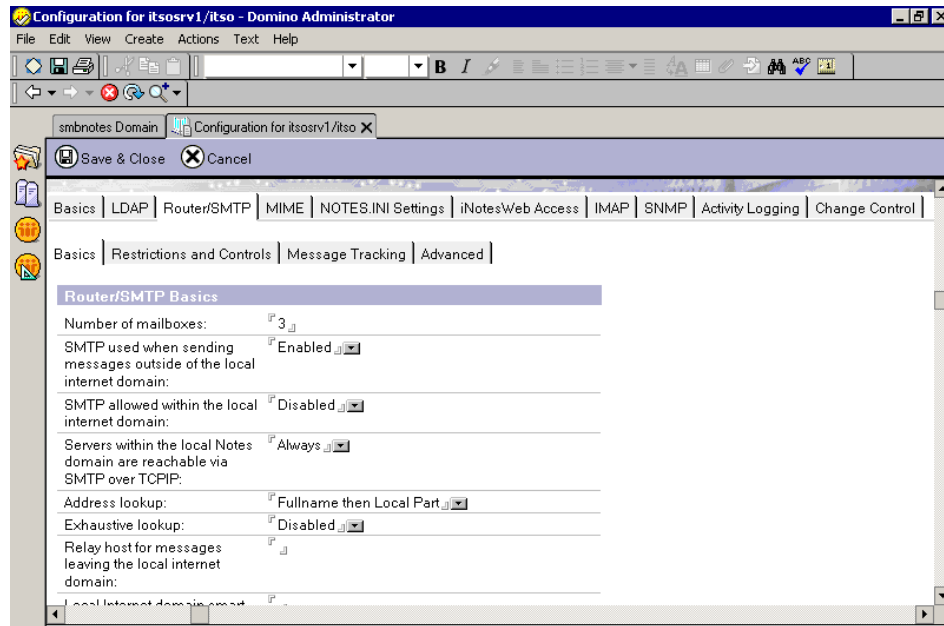 Configuration for itsosrv1/itso - Domino Administrator
File Edit View Create Actions Text Help
B I
smbnotes Domain Configuration for itsosrv1/itso X
Save & Close Cancel
Basics LDAP Router/SMTP MIME NOTES.INI Settings iNotesWeb Access IMAP SNMP Activity Logging Change Control
Basics Restrictions and Controls Message Tracking Advanced
Router/SMTP Basics
Number of mailboxes: 3
SMTP used when sending Enabled
messages outside of the local
internet domain:
SMTP allowed within the local Disabled
internet domain:
Servers within the local Notes Always
domain are reachable via
SMTP over TCPIP:
Address lookup: Fullname then Local Part
Exhaustive lookup: Disabled
Relay host for messages
leaving the local internet
domain:
Local Internet domain smart